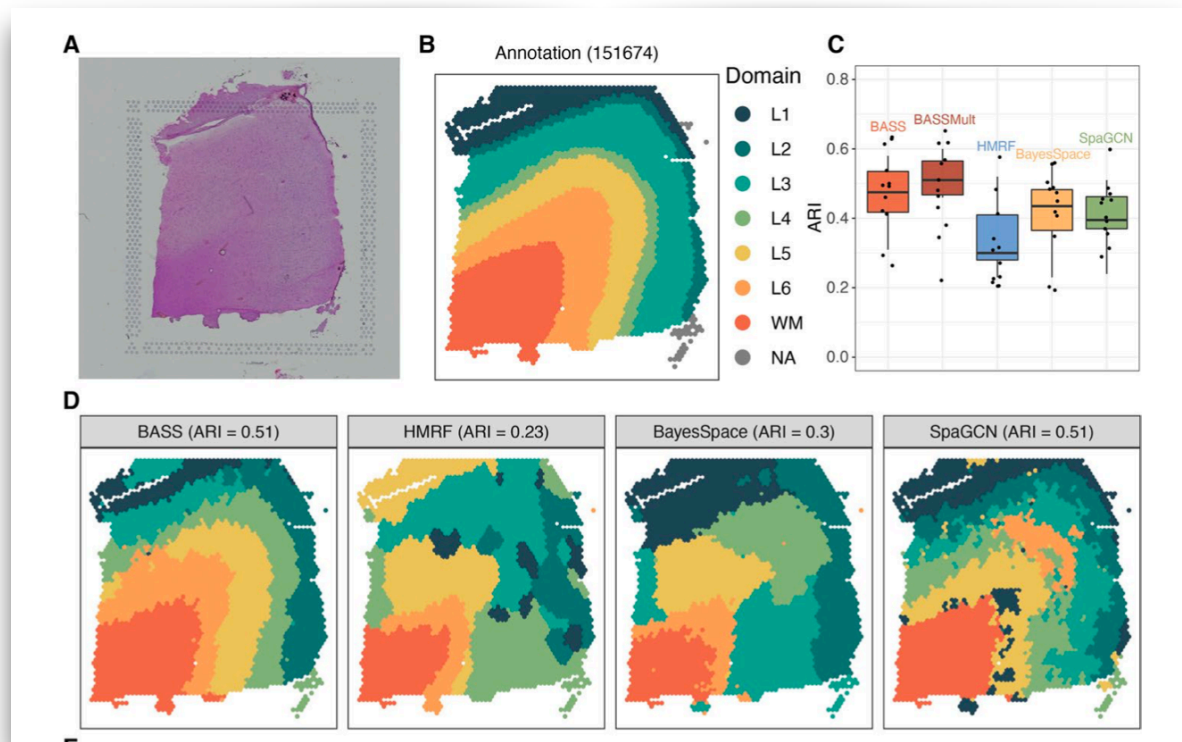 A
B
Annotation (151674)
Domain
L1
L2
L3
L4
L5
L6
WM
NA
C
ARI
0.8
0.6
0.4
0.2
0.0
BASS
BASSMult
HMRF
BayesSpace
SpaGCN
D
BASS (ARI = 0.51)
HMRF (ARI = 0.23)
BayesSpace (ARI = 0.3)
SpaGCN (ARI = 0.51)